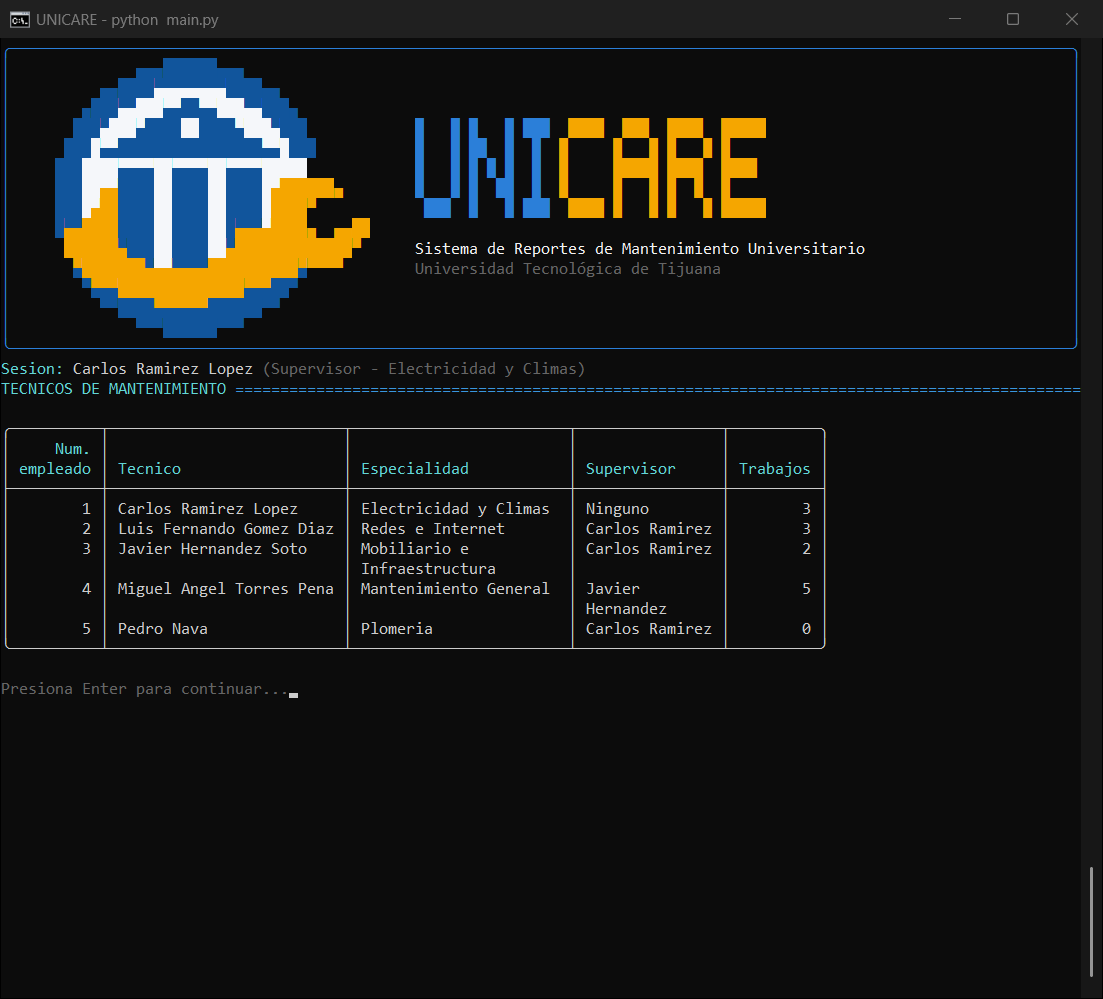 UNICARE - python  main.py
UNICARE
Sistema de Reportes de Mantenimiento Universitario
Universidad Tecnológica de Tijuana
Sesion: Carlos Ramirez Lopez (Supervisor - Electricidad y Climas)
TECNICOS DE MANTENIMIENTO ==============================================================================================
Num.
empleado Tecnico Especialidad Supervisor Trabajos
1 Carlos Ramirez Lopez Electricidad y Climas Ninguno 3
2 Luis Fernando Gomez Diaz Redes e Internet Carlos Ramirez 3
3 Javier Hernandez Soto Mobiliario e Carlos Ramirez 2
Infraestructura
4 Miguel Angel Torres Pena Mantenimiento General Javier 5
Hernandez
5 Pedro Nava Plomeria Carlos Ramirez 0
Presiona Enter para continuar...